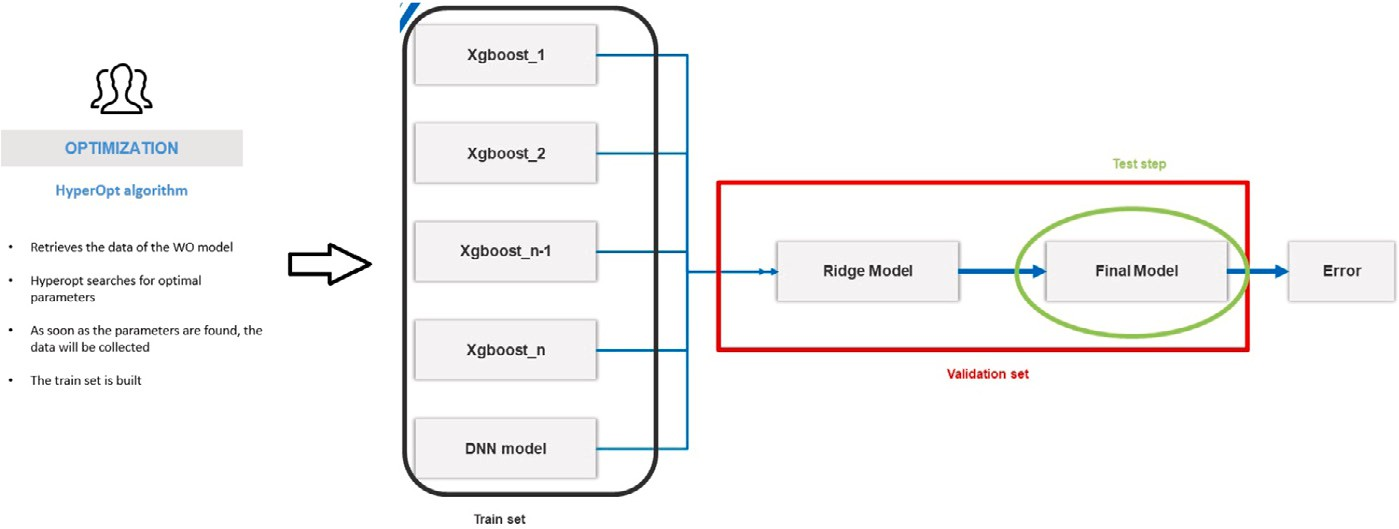 OPTIMIZATION
HyperOpt algorithm
• Retrieves the data of the WO model
• Hyperopt searches for optimal
parameters
• As soon as the parameters are found, the
data will be collected
• The train set is built
Xgboost_1
Xgboost_2
Xgboost_n-1
Xgboost_n
DNN model
Train set
Test step
Ridge Model
Final Model
Error
Validation set